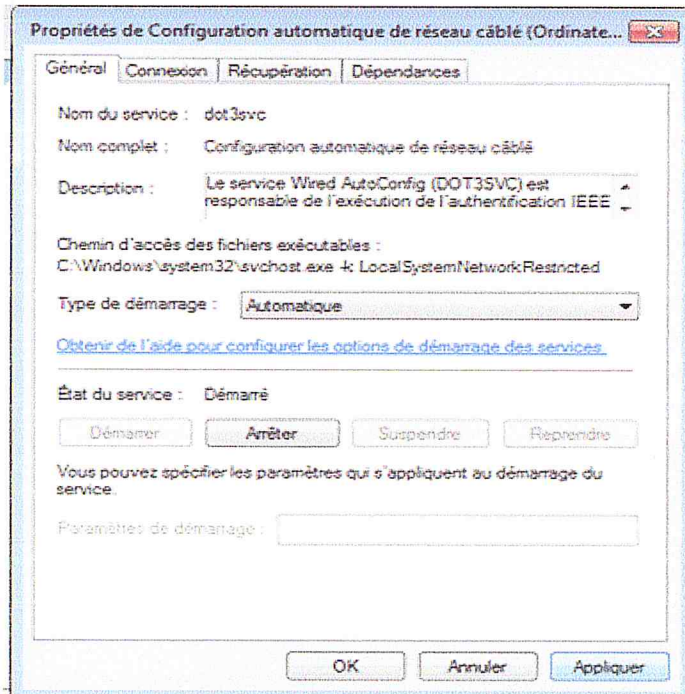 Propriétés de Configuration automatique de réseau câblé (Ordinate...
Général
Connexion
Récupération
Dépendances
Nom du service :
dot3svc
Nom complet :
Configuration automatique de réseau câblé
Description :
Le service Wired AutoConfig (DOT3SVC) est
responsable de l'exécution de l'authentification IEEE
Chemin d'accès des fichiers exécutables :
C:\Windows\system32\svchost.exe -k LocalSystemNetworkRestricted
Type de démarrage :
Automatique
Obtenir de l'aide pour configurer les options de démarrage des services.
État du service :
Démarré
Démarrer
Arrêter
Suspendre
Reprendre
Vous pouvez spécifier les paramètres qui s'appliquent au démarrage du
service.
Paramètres de démarrage :
OK
Annuler
Appliquer